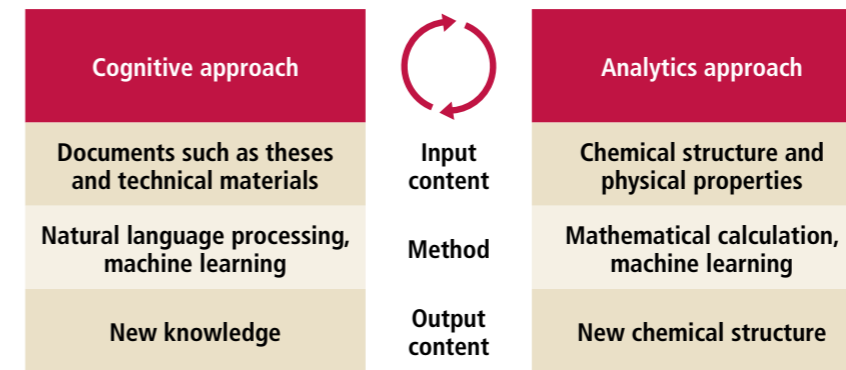 Cognitive approach
Analytics approach
Documents such as theses
and technical materials
Input
content
Chemical structure and
physical properties
Natural language processing,
machine learning
Method
Mathematical calculation,
machine learning
New knowledge
Output
content
New chemical structure